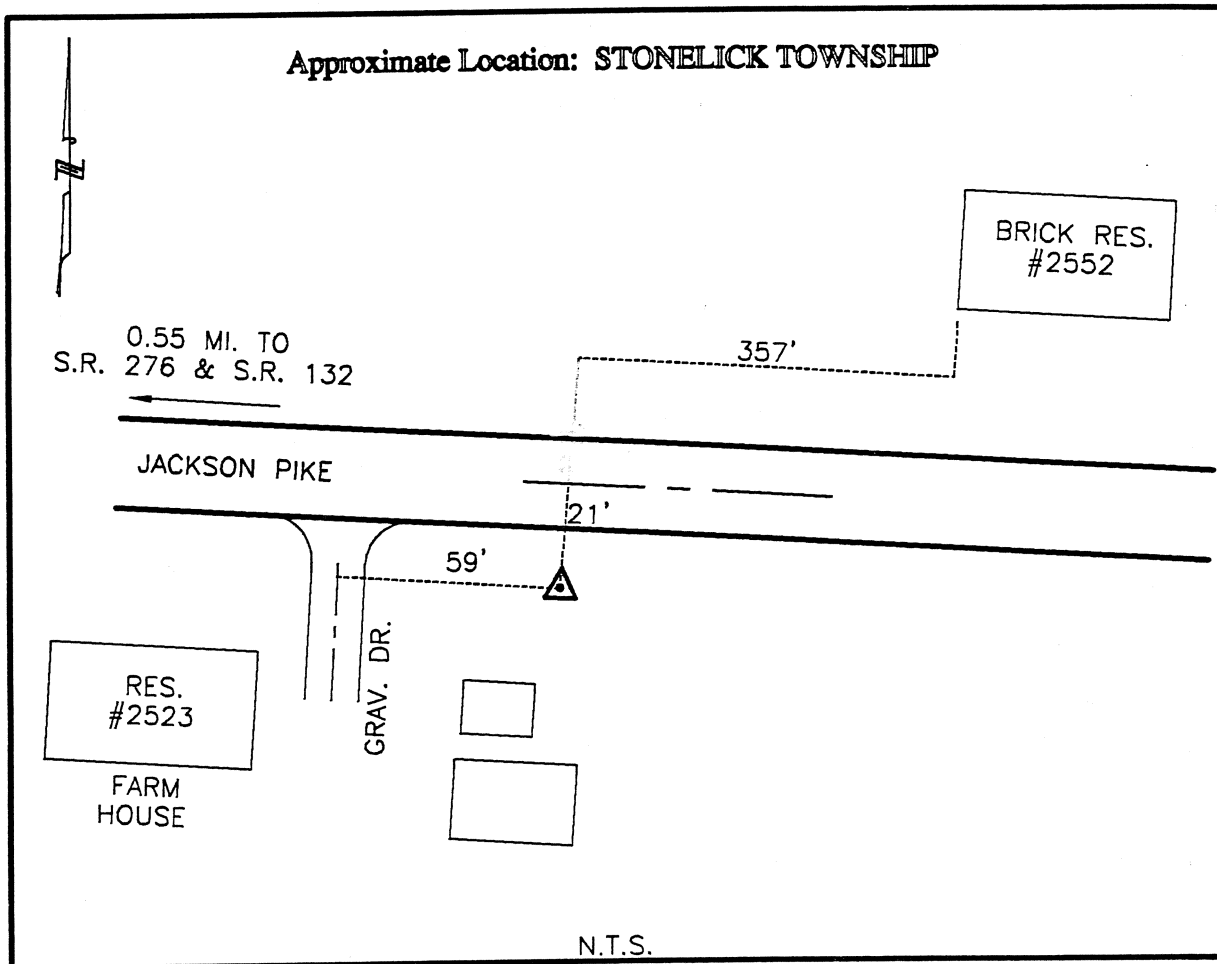 Approximate Location: STONELICK TOWNSHIP
N
BRICK RES.
#2552
0.55 MI. TO
S.R. 276 & S.R. 132
357'
JACKSON PIKE
21'
59'
GRAV. DR.
RES.
#2523
FARM
HOUSE
N.T.S.